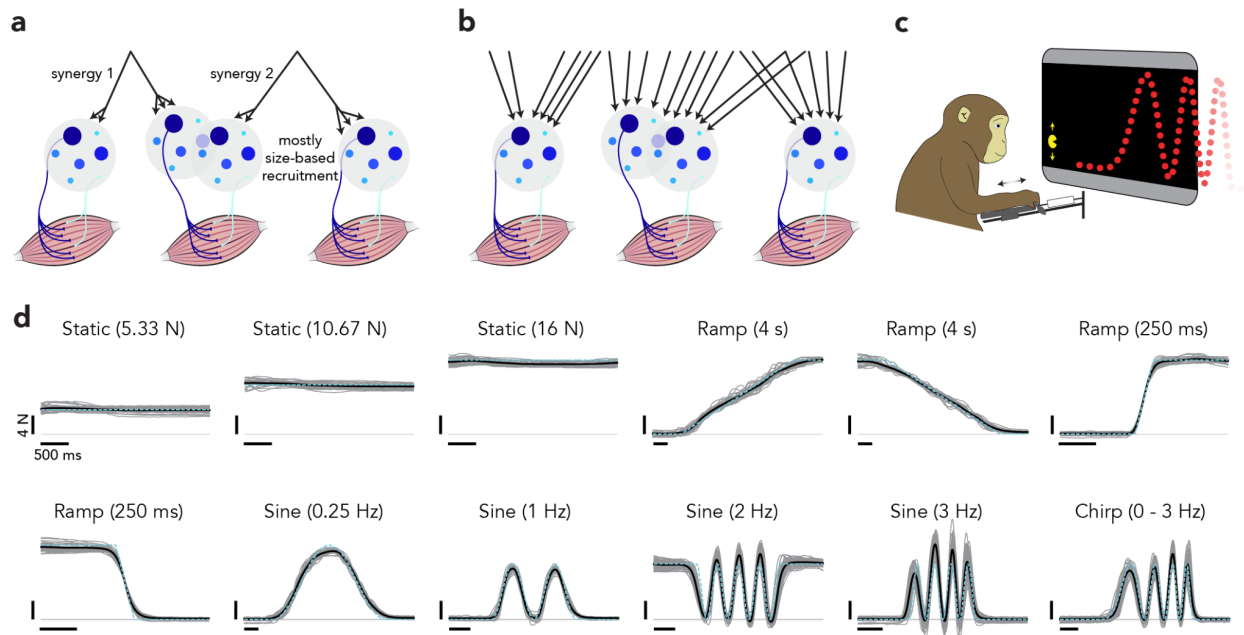 a
b
c
synergy 1
synergy 2
mostly
size-based
recruitment
d
Static (5.33 N)
Static (10.67 N)
Static (16 N)
Ramp (4 s)
Ramp (4 s)
Ramp (250 ms)
4 N
500 ms
Ramp (250 ms)
Sine (0.25 Hz)
Sine (1 Hz)
Sine (2 Hz)
Sine (3 Hz)
Chirp (0 - 3 Hz)